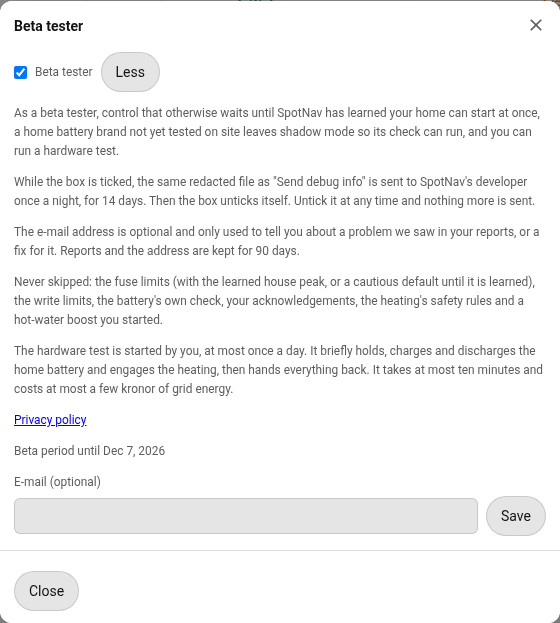 Beta tester
Beta tester
Less
As a beta tester, control that otherwise waits until SpotNav has learned your home can start at once,
a home battery brand not yet tested on site leaves shadow mode so its check can run, and you can
run a hardware test.
While the box is ticked, the same redacted file as "Send debug info" is sent to SpotNav's developer
once a night, for 14 days. Then the box unticks itself. Untick it at any time and nothing more is sent.
The e-mail address is optional and only used to tell you about a problem we saw in your reports, or a
fix for it. Reports and the address are kept for 90 days.
Never skipped: the fuse limits (with the learned house peak, or a cautious default until it is learned),
the write limits, the battery's own check, your acknowledgements, the heating's safety rules and a
hot-water boost you started.
The hardware test is started by you, at most once a day. It briefly holds, charges and discharges the
home battery and engages the heating, then hands everything back. It takes at most ten minutes and
costs at most a few kronor of grid energy.
Privacy policy
Beta period until Dec 7, 2026
E-mail (optional)
Save
Close